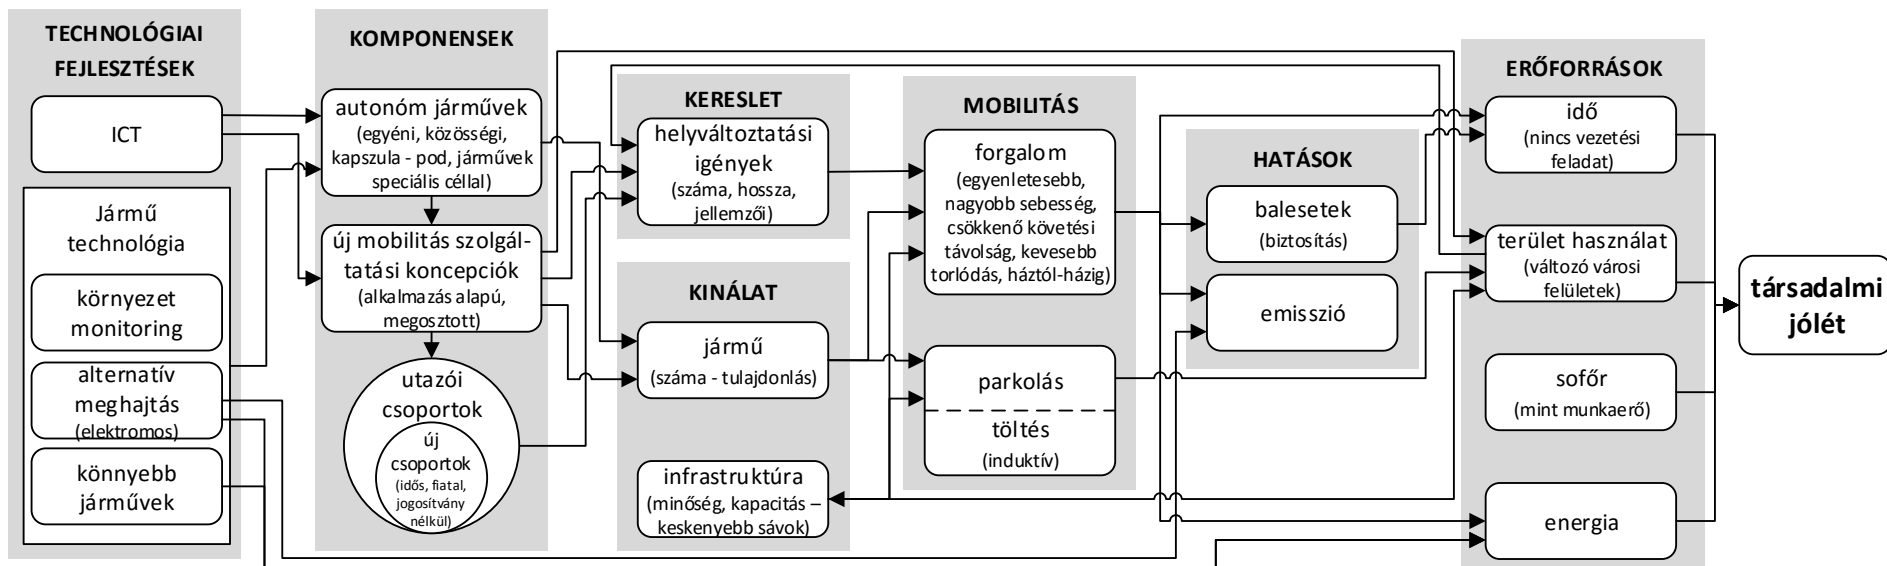 TECHNOLÓGIAI
FEJLESZTÉSEK
ICT
Jármű
technológia
környezet
monitoring
alternatív
meghajtás
(elektromos)
könnyebb
járművek
KOMPONENSEK
autonóm járművek
(egyéni, közösségi,
kapszula - pod, járművek
speciális céllal)
új mobilitás szolgál-
tatási koncepciók
(alkalmazás alapú,
megosztott)
utazói
csoportok
új
csoportok
(idős, fiatal,
jogosítvány
nélkül)
KERESLET
helyváltoztatási
igények
(száma, hossza,
jellemzői)
KINÁLAT
jármű
(száma - tulajdonlás)
infrastruktúra
(minőség, kapacitás –
keskenyebb sávok)
MOBILITÁS
forgalom
(egyenletesebb,
nagyobb sebesség,
csökkenő követési
távolság, kevesebb
torlódás, háztól-házig)
parkolás
töltés
(induktív)
HATÁSOK
balesetek
(biztosítás)
emisszió
ERŐFORRÁSOK
idő
(nincs vezetési
feladat)
terület használat
(változó városi
felületek)
sofőr
(mint munkaerő)
energia
társadalmi
jólét